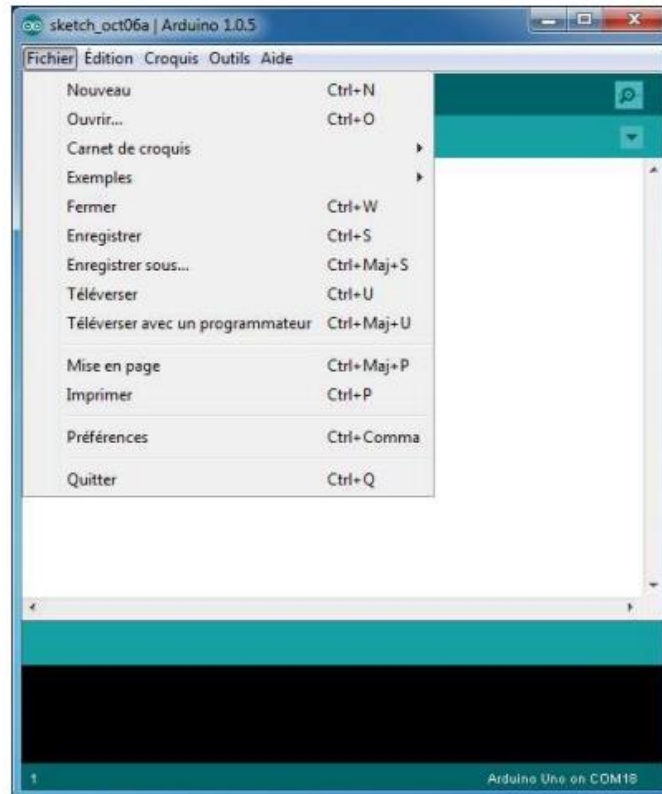 sketch_oct06a | Arduino 1.0.5
Fichier Édition Croquis Outils Aide
Nouveau Ctrl+N
Ouvrir... Ctrl+O
Carnet de croquis
Exemples
Fermer Ctrl+W
Enregistrer Ctrl+S
Enregistrer sous... Ctrl+Maj+S
Téléverser Ctrl+U
Téléverser avec un programmateur Ctrl+Maj+U
Mise en page Ctrl+Maj+P
Imprimer Ctrl+P
Préférences Ctrl+Comma
Quitter Ctrl+Q
1 Arduino Uno on COM18